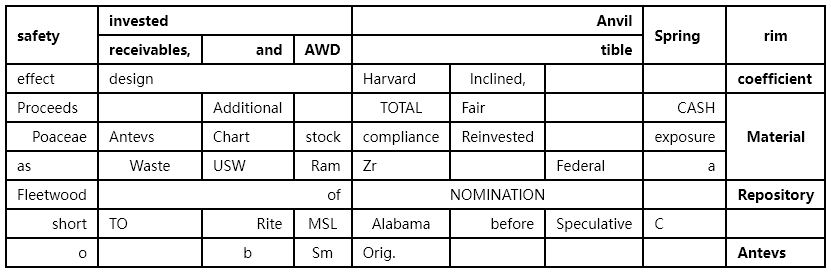 safety invested Anvil Spring rim
receivables, and AWD tible
effect design Harvard Inclined, coefficient
Proceeds Additional TOTAL Fair CASH Material
Poaceae Antevs Chart stock compliance Reinvested exposure
as Waste USW Ram Zr Federal a
Fleetwood of NOMINATION Repository
short TO Rite MSL Alabama before Speculative C
o b Sm Orig. Antevs